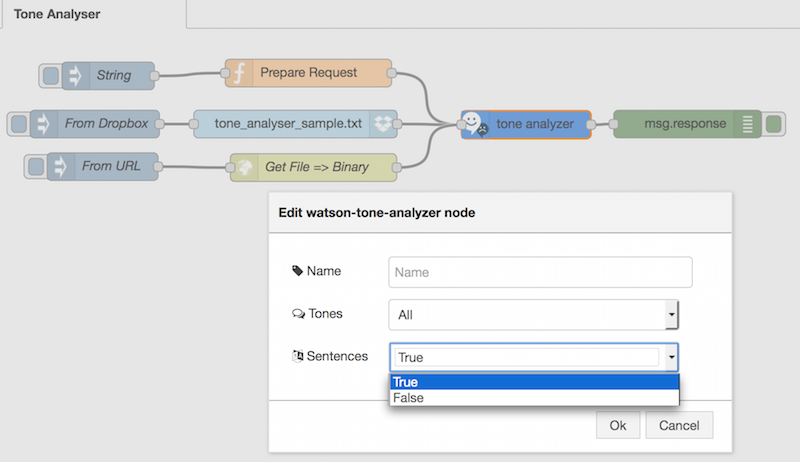 Tone Analyser
String
Prepare Request
From Dropbox
tone_analyser_sample.txt
tone analyzer
msg.response
From URL
Get File => Binary
Edit watson-tone-analyzer node
Name
Name
Tones
All
Sentences
True
True
False
Ok
Cancel